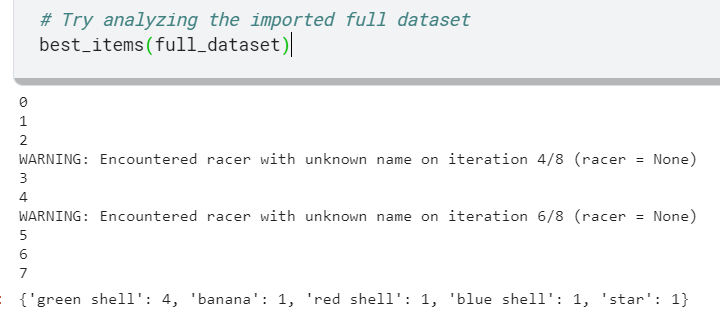 # Try analyzing the imported full dataset
best_items(full_dataset)
0
1
2
WARNING: Encountered racer with unknown name on iteration 4/8 (racer = None)
3
4
WARNING: Encountered racer with unknown name on iteration 6/8 (racer = None)
5
6
7
: {'green shell': 4, 'banana': 1, 'red shell': 1, 'blue shell': 1, 'star': 1}